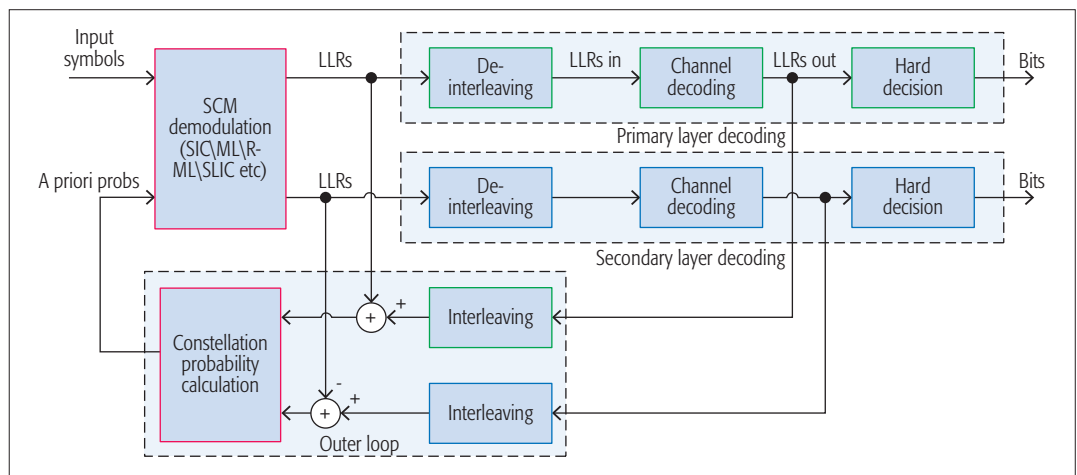 Input
symbols
LLRs
De-
interleaving
LLRs in
Channel
decoding
LLRs out
Hard
decision
Bits
SCM
demodulation
(SIC\ML\R-
ML\SLIC etc)
Primary layer decoding
A priori probs
LLRs
De-
interleaving
Channel
decoding
Hard
decision
Bits
Secondary layer decoding
Constellation
probability
calculation
+
+
Interleaving
-
+
+
Interleaving
Outer loop